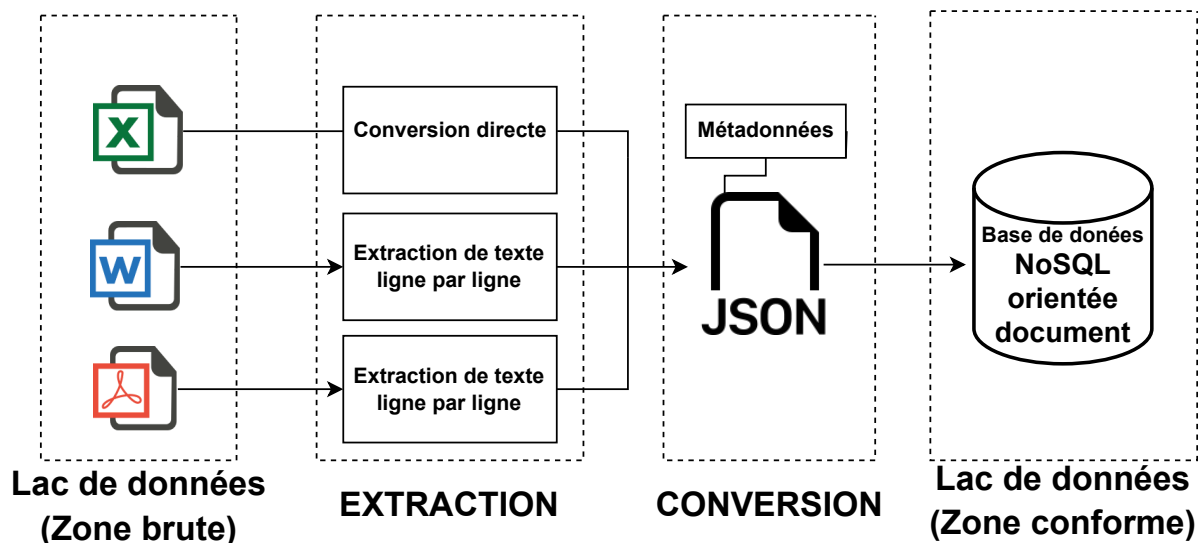 X
Conversion directe
Métadonnées
W
Extraction de texte
ligne par ligne
JSON
Base de donées
NoSQL
orientée
document
Extraction de texte
ligne par ligne
Lac de données
(Zone brute)
EXTRACTION
CONVERSION
Lac de données
(Zone conforme)